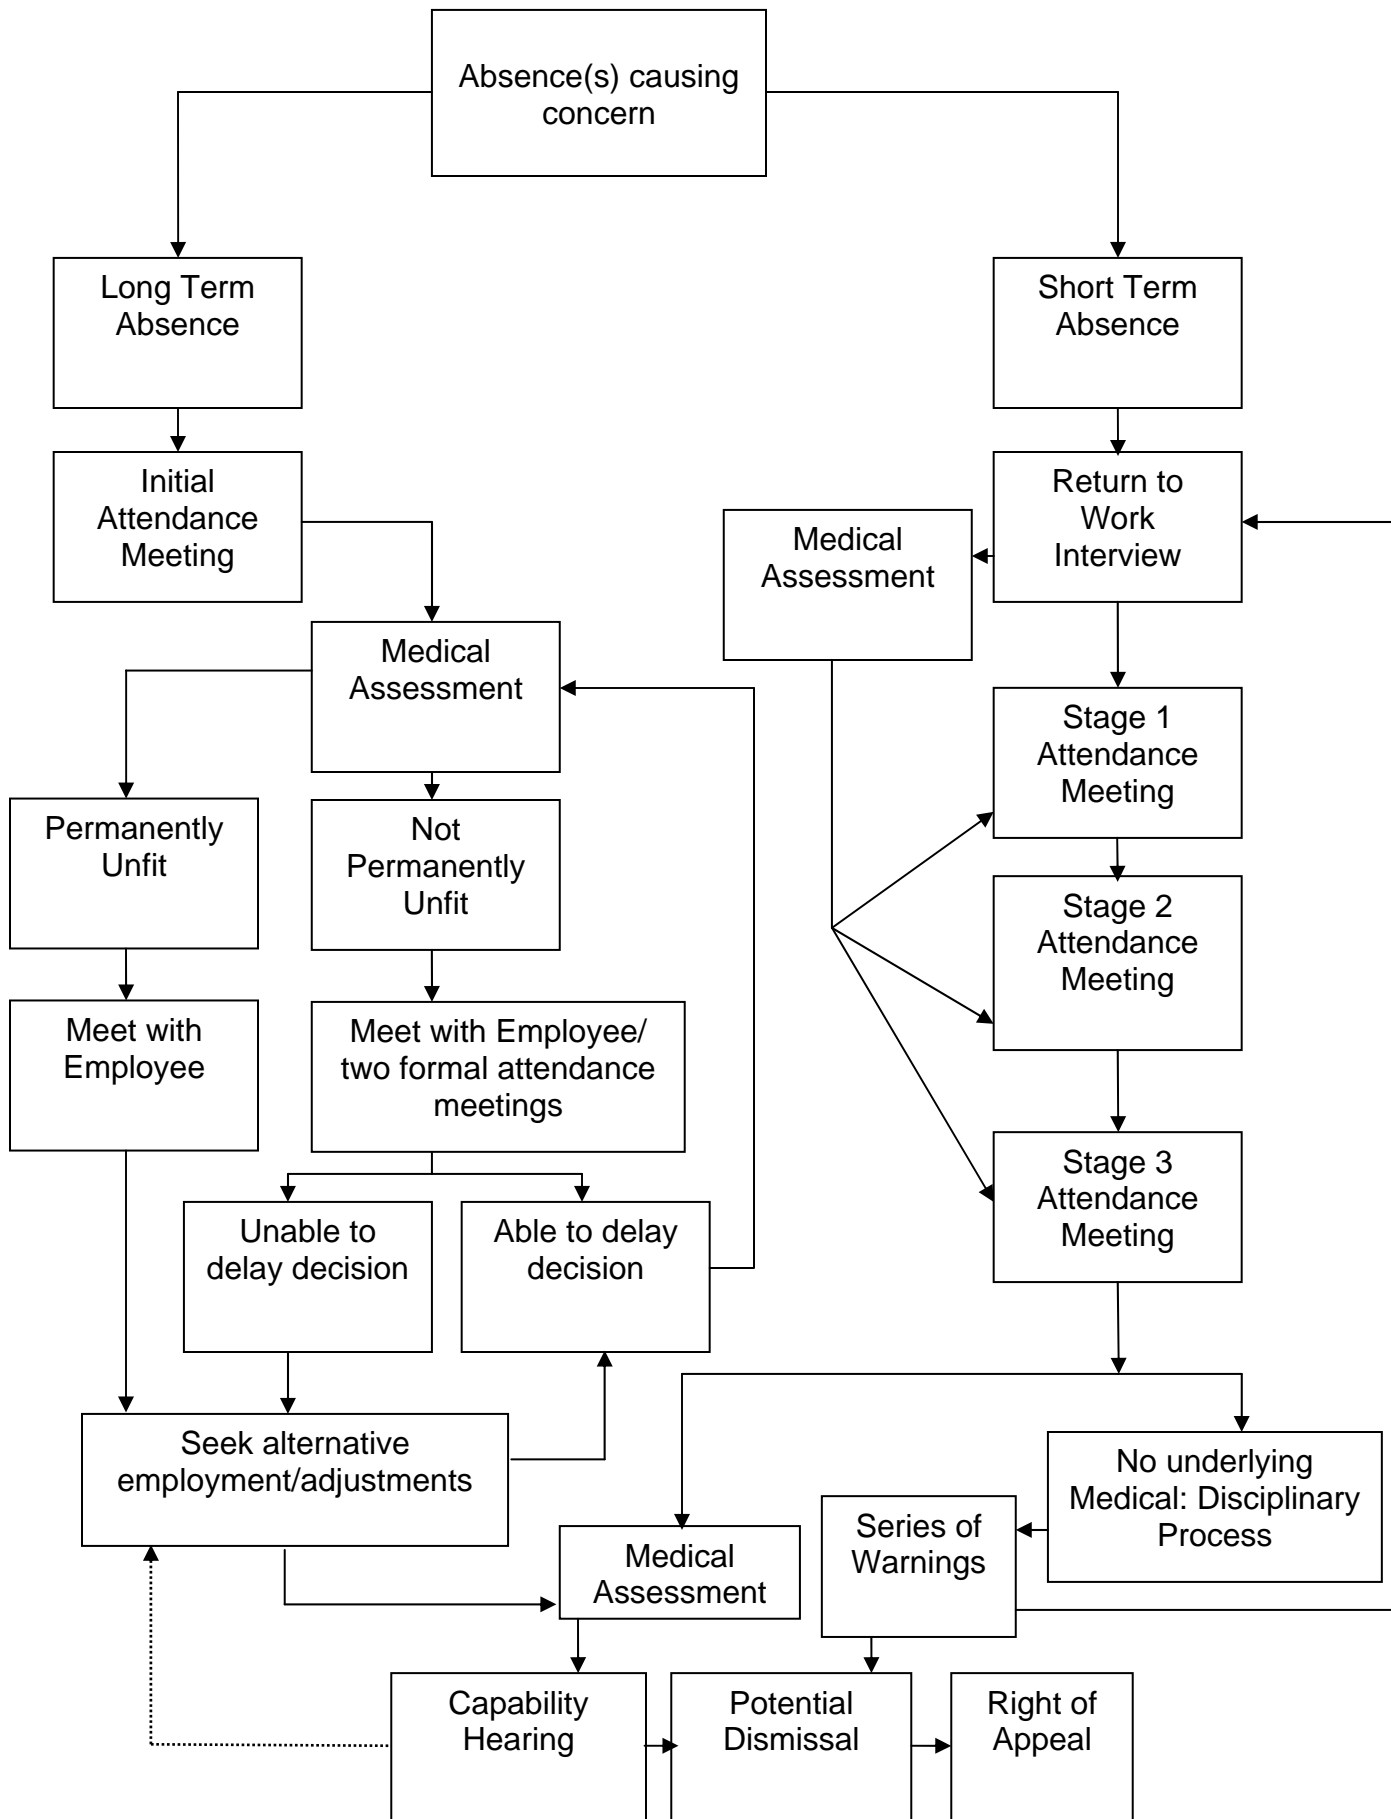 Absence(s) causing
concern
Long Term
Absence
Short Term
Absence
Initial
Attendance
Meeting
Return to
Work
Interview
Medical
Assessment
Medical
Assessment
Stage 1
Attendance
Meeting
Permanently
Unfit
Not
Permanently
Unfit
Stage 2
Attendance
Meeting
Meet with
Employee
Meet with Employee/
two formal attendance
meetings
Stage 3
Attendance
Meeting
Unable to
delay decision
Able to delay
decision
Seek alternative
employment/adjustments
No underlying
Medical: Disciplinary
Process
Series of
Warnings
Medical
Assessment
Capability
Hearing
Potential
Dismissal
Right of
Appeal